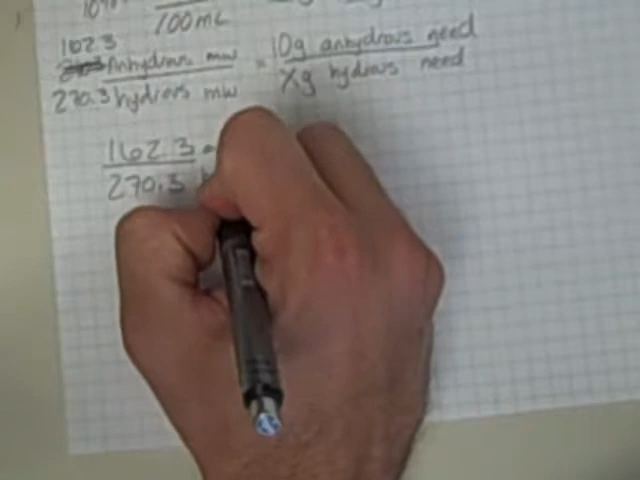 100mL
162.3
Anhydrous mw = 10g anhydrous need
270.3 hydrous mw Xg hydrous need
162.3
270.3